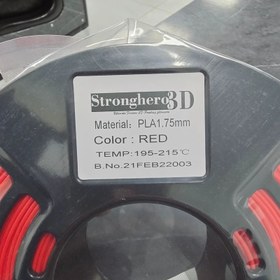 Stronghero3D
Material: PLA1.75mm
Color : RED
TEMP:195-215℃
B.No.21FEB22003